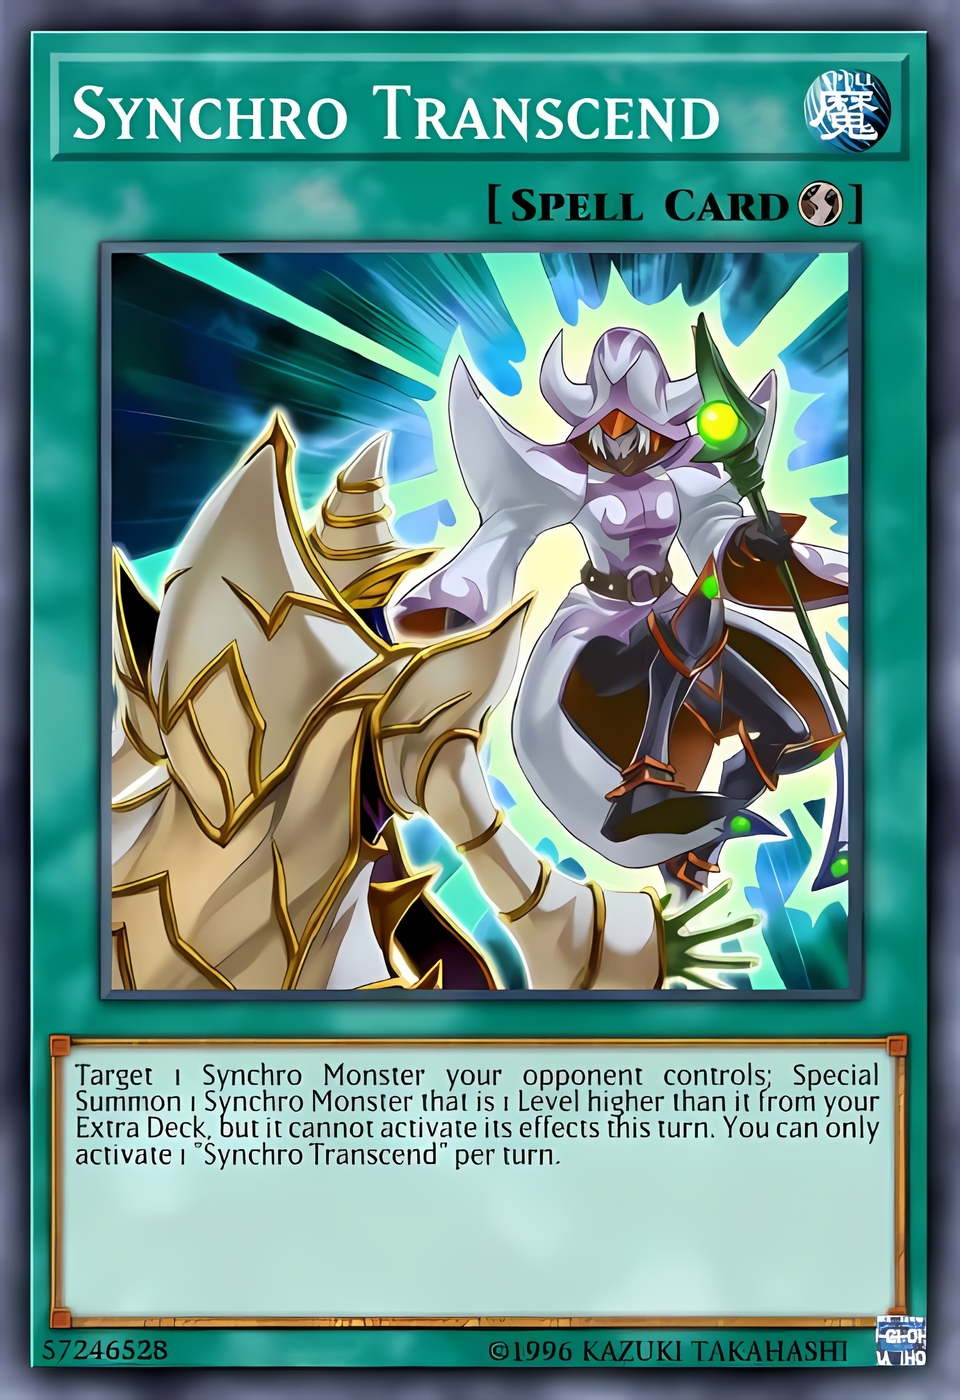 Synchro Transcend 魔
[Spell Card]
Target 1 Synchro Monster your opponent controls; Special
Summon 1 Synchro Monster that is 1 Level higher than it from your
Extra Deck, but it cannot activate its effects this turn. You can only
activate 1 "Synchro Transcend" per turn.
57246528 ©1996 KAZUKI TAKAHASHI